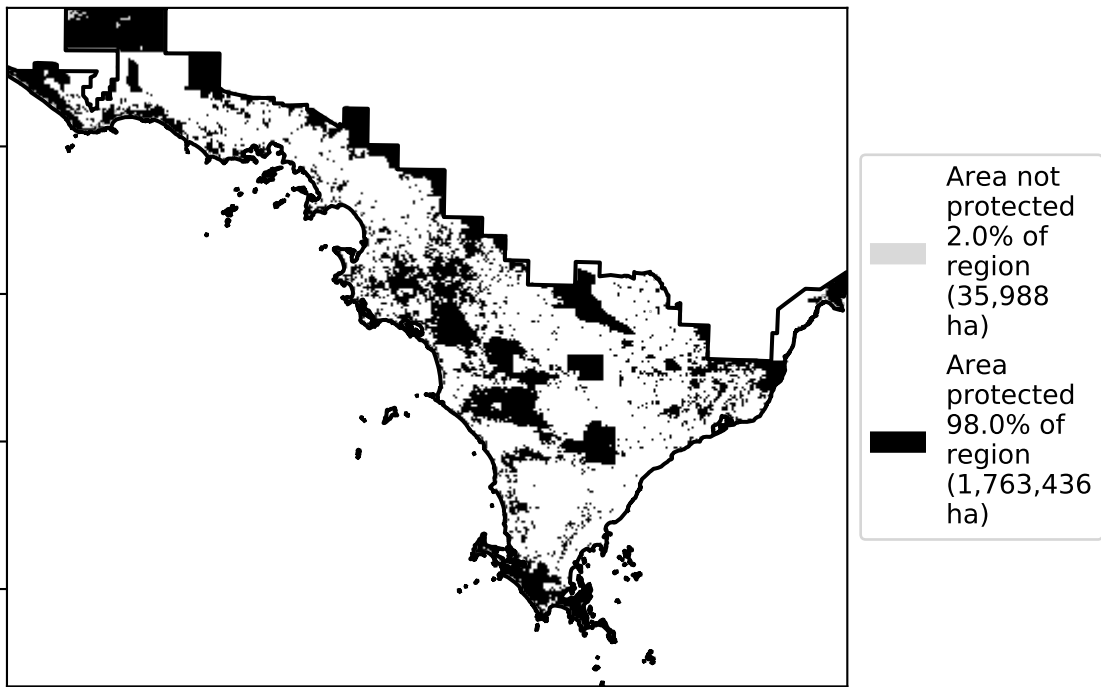 Area not
protected
2.0% of
region
(35,988
ha)
Area
protected
98.0% of
region
(1,763,436
ha)